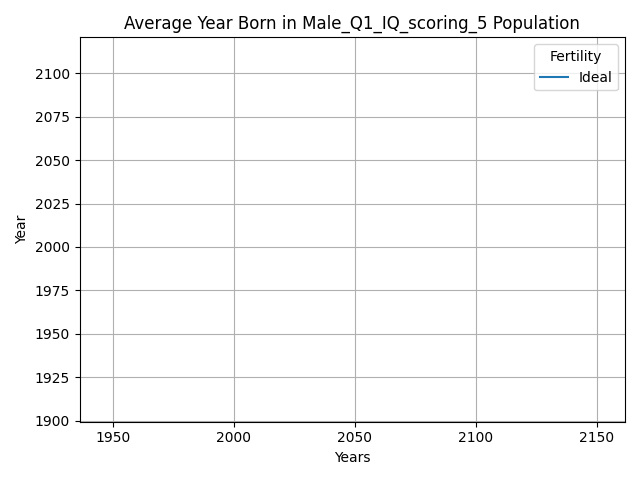 Average Year Born in Male_Q1_IQ_scoring_5 Population
Fertility
Ideal
2100
2075
2050
2025
2000
1975
1950
1925
1900
Year
1950 2000 2050 2100 2150
Years